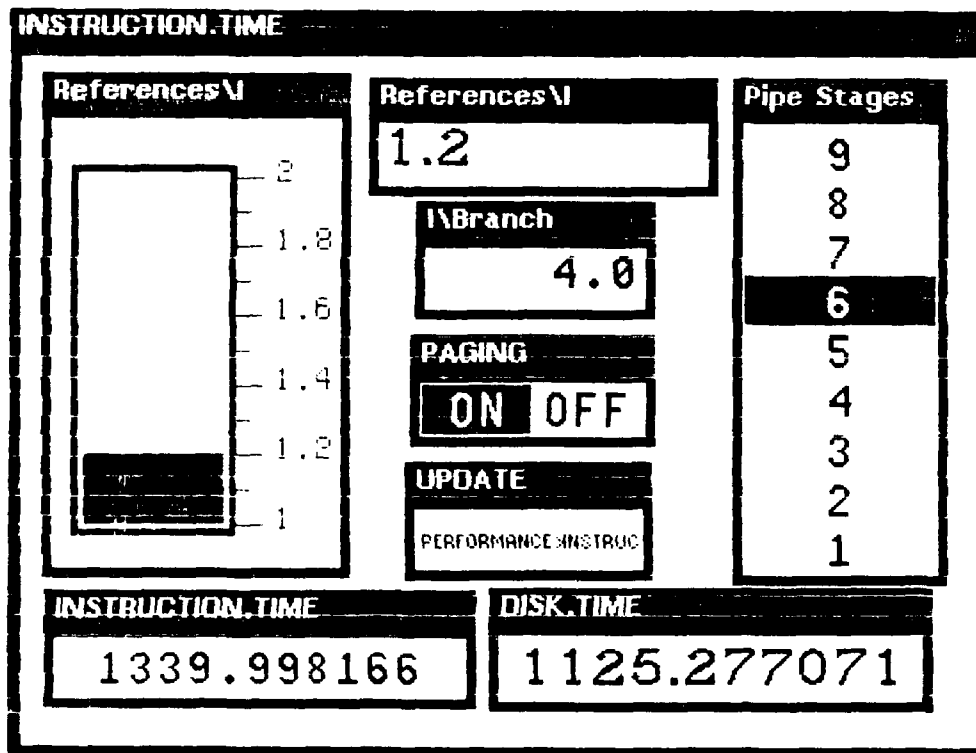 INSTRUCTION.TIME
References\I
2
1.8
1.6
1.4
1.2
1
References\I
1.2
I\Branch
4.0
PAGING
ON OFF
UPDATE
PERFORMANCE>INSTRUC
Pipe Stages
9
8
7
6
5
4
3
2
1
INSTRUCTION.TIME
1339.998166
DISK.TIME
1125.277071